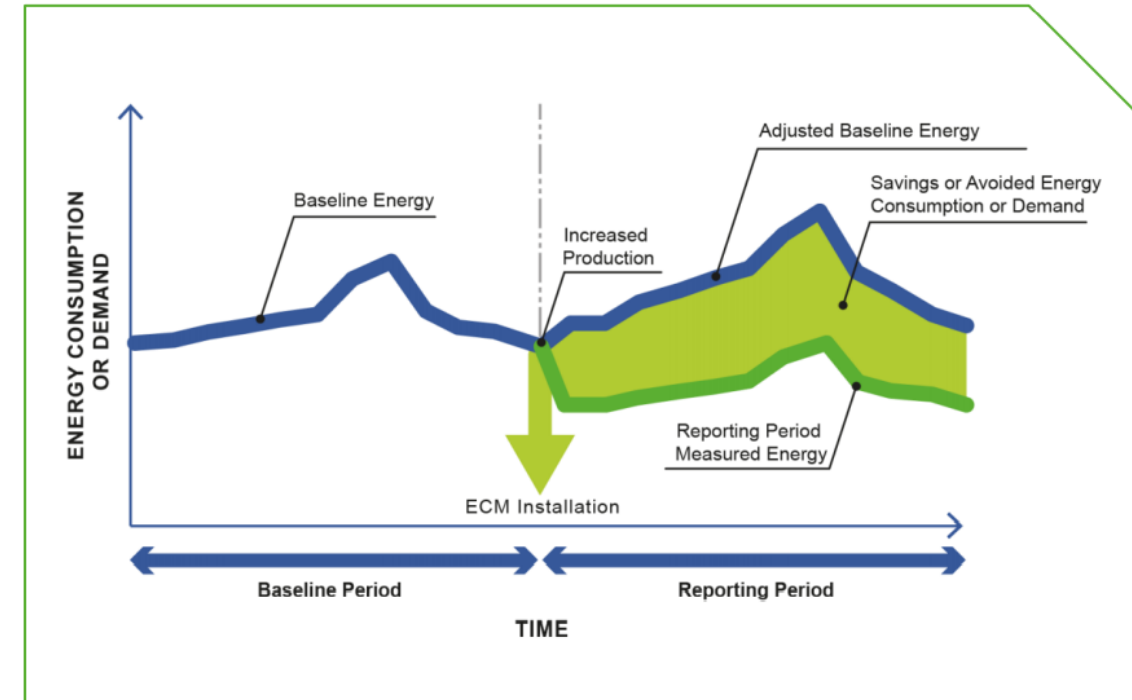 Adjusted Baseline Energy
Savings or Avoided Energy
Consumption or Demand
Baseline Energy
Increased
Production
ENERGY CONSUMPTION
OR DEMAND
Reporting Period
Measured Energy
ECM Installation
Baseline Period
Reporting Period
TIME